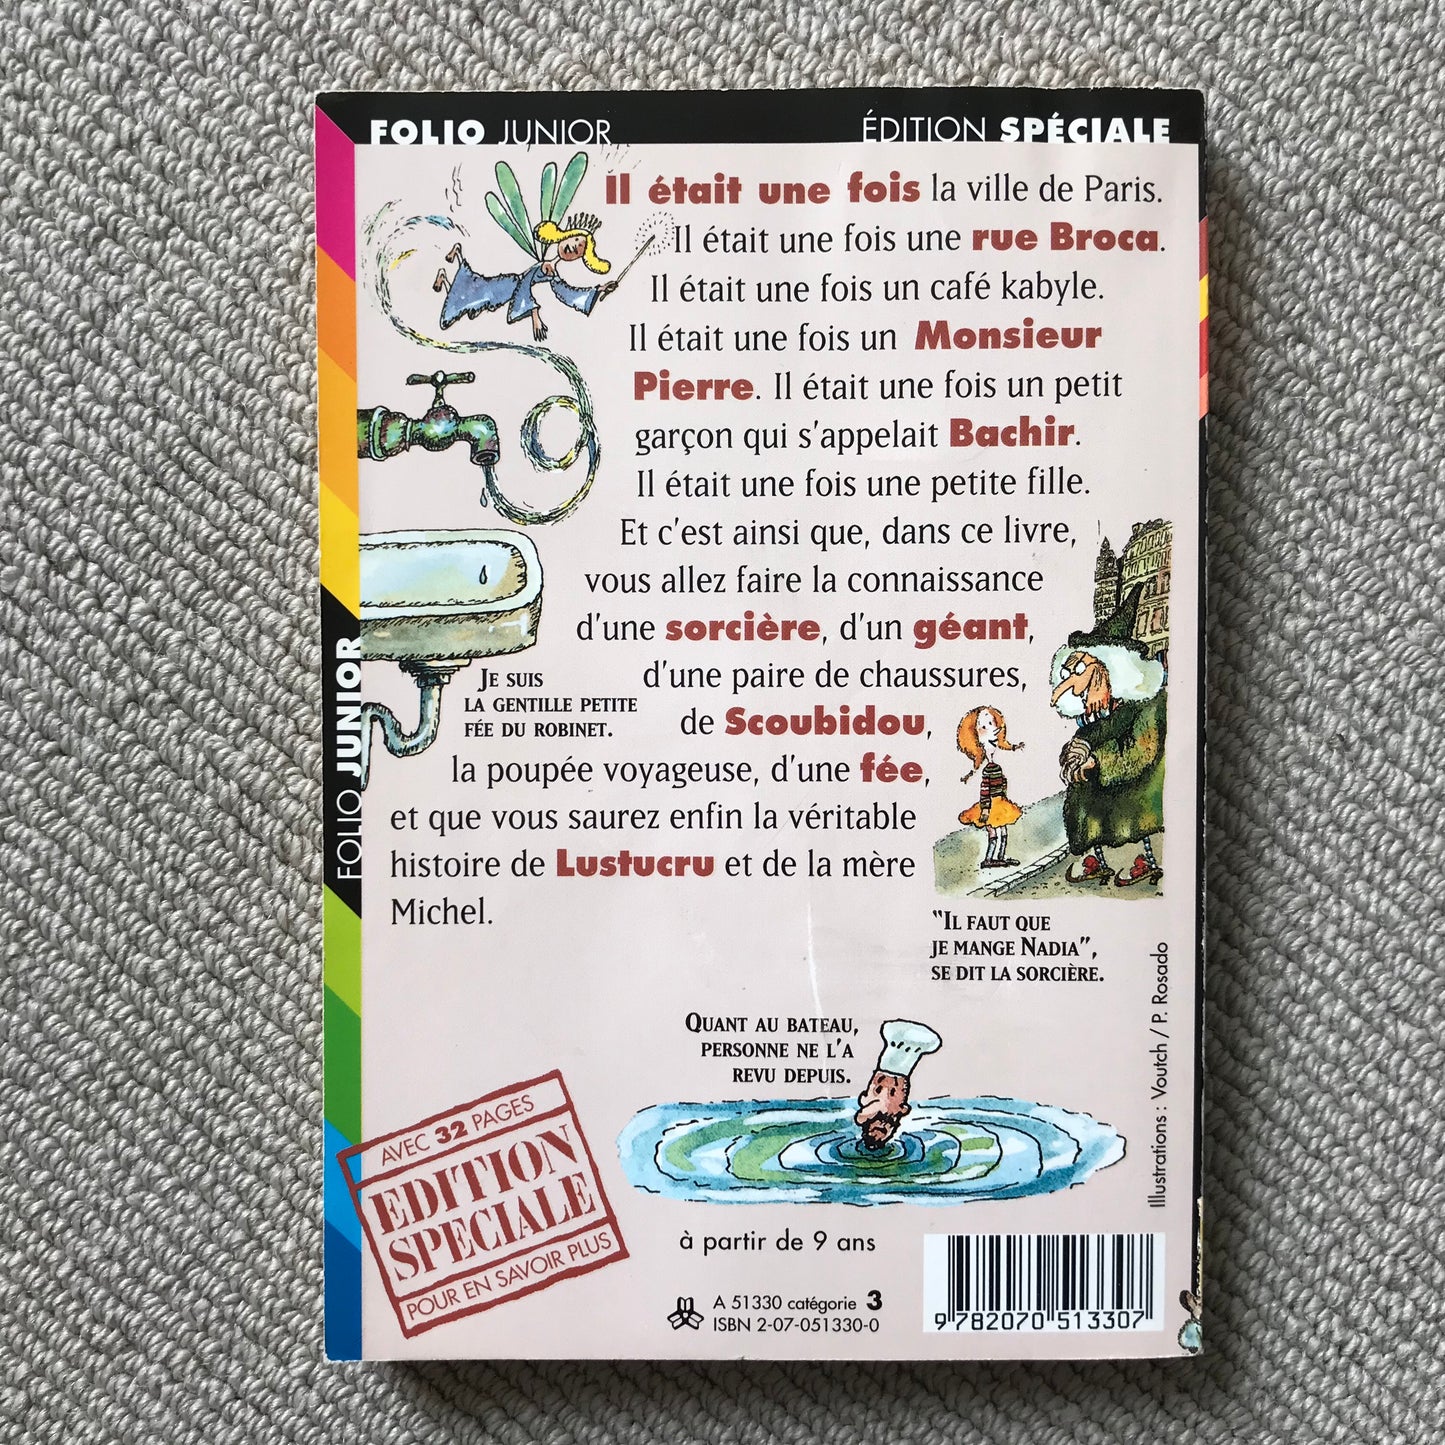 FOLIO JUNIOR
ÉDITION SPÉCIALE
Il était une fois la ville de Paris.
Il était une fois une rue Broca.
Il était une fois un café kabyle.
Il était une fois un Monsieur
Pierre. Il était une fois un petit
garçon qui s'appelait Bachir.
Il était une fois une petite fille.
Et c'est ainsi que, dans ce livre,
vous allez faire la connaissance
d'une sorcière, d'un géant,
d'une paire de chaussures,
de Scoubidou,
la poupée voyageuse, d'une fée,
et que vous saurez enfin la véritable
histoire de Lustucru et de la mère
Michel.
JE SUIS
LA GENTILLE PETITE
FÉE DU ROBINET.
"IL FAUT QUE
JE MANGE NADIA",
SE DIT LA SORCIÈRE.
QUANT AU BATEAU,
PERSONNE NE L'A
REVU DEPUIS.
FOLIO JUNIOR
Illustrations : Voutch / P. Rosado
AVEC 32 PAGES
EDITION
SPECIALE
POUR EN SAVOIR PLUS
à partir de 9 ans
A 51330 catégorie 3
ISBN 2-07-051330-0
9 782070 513307